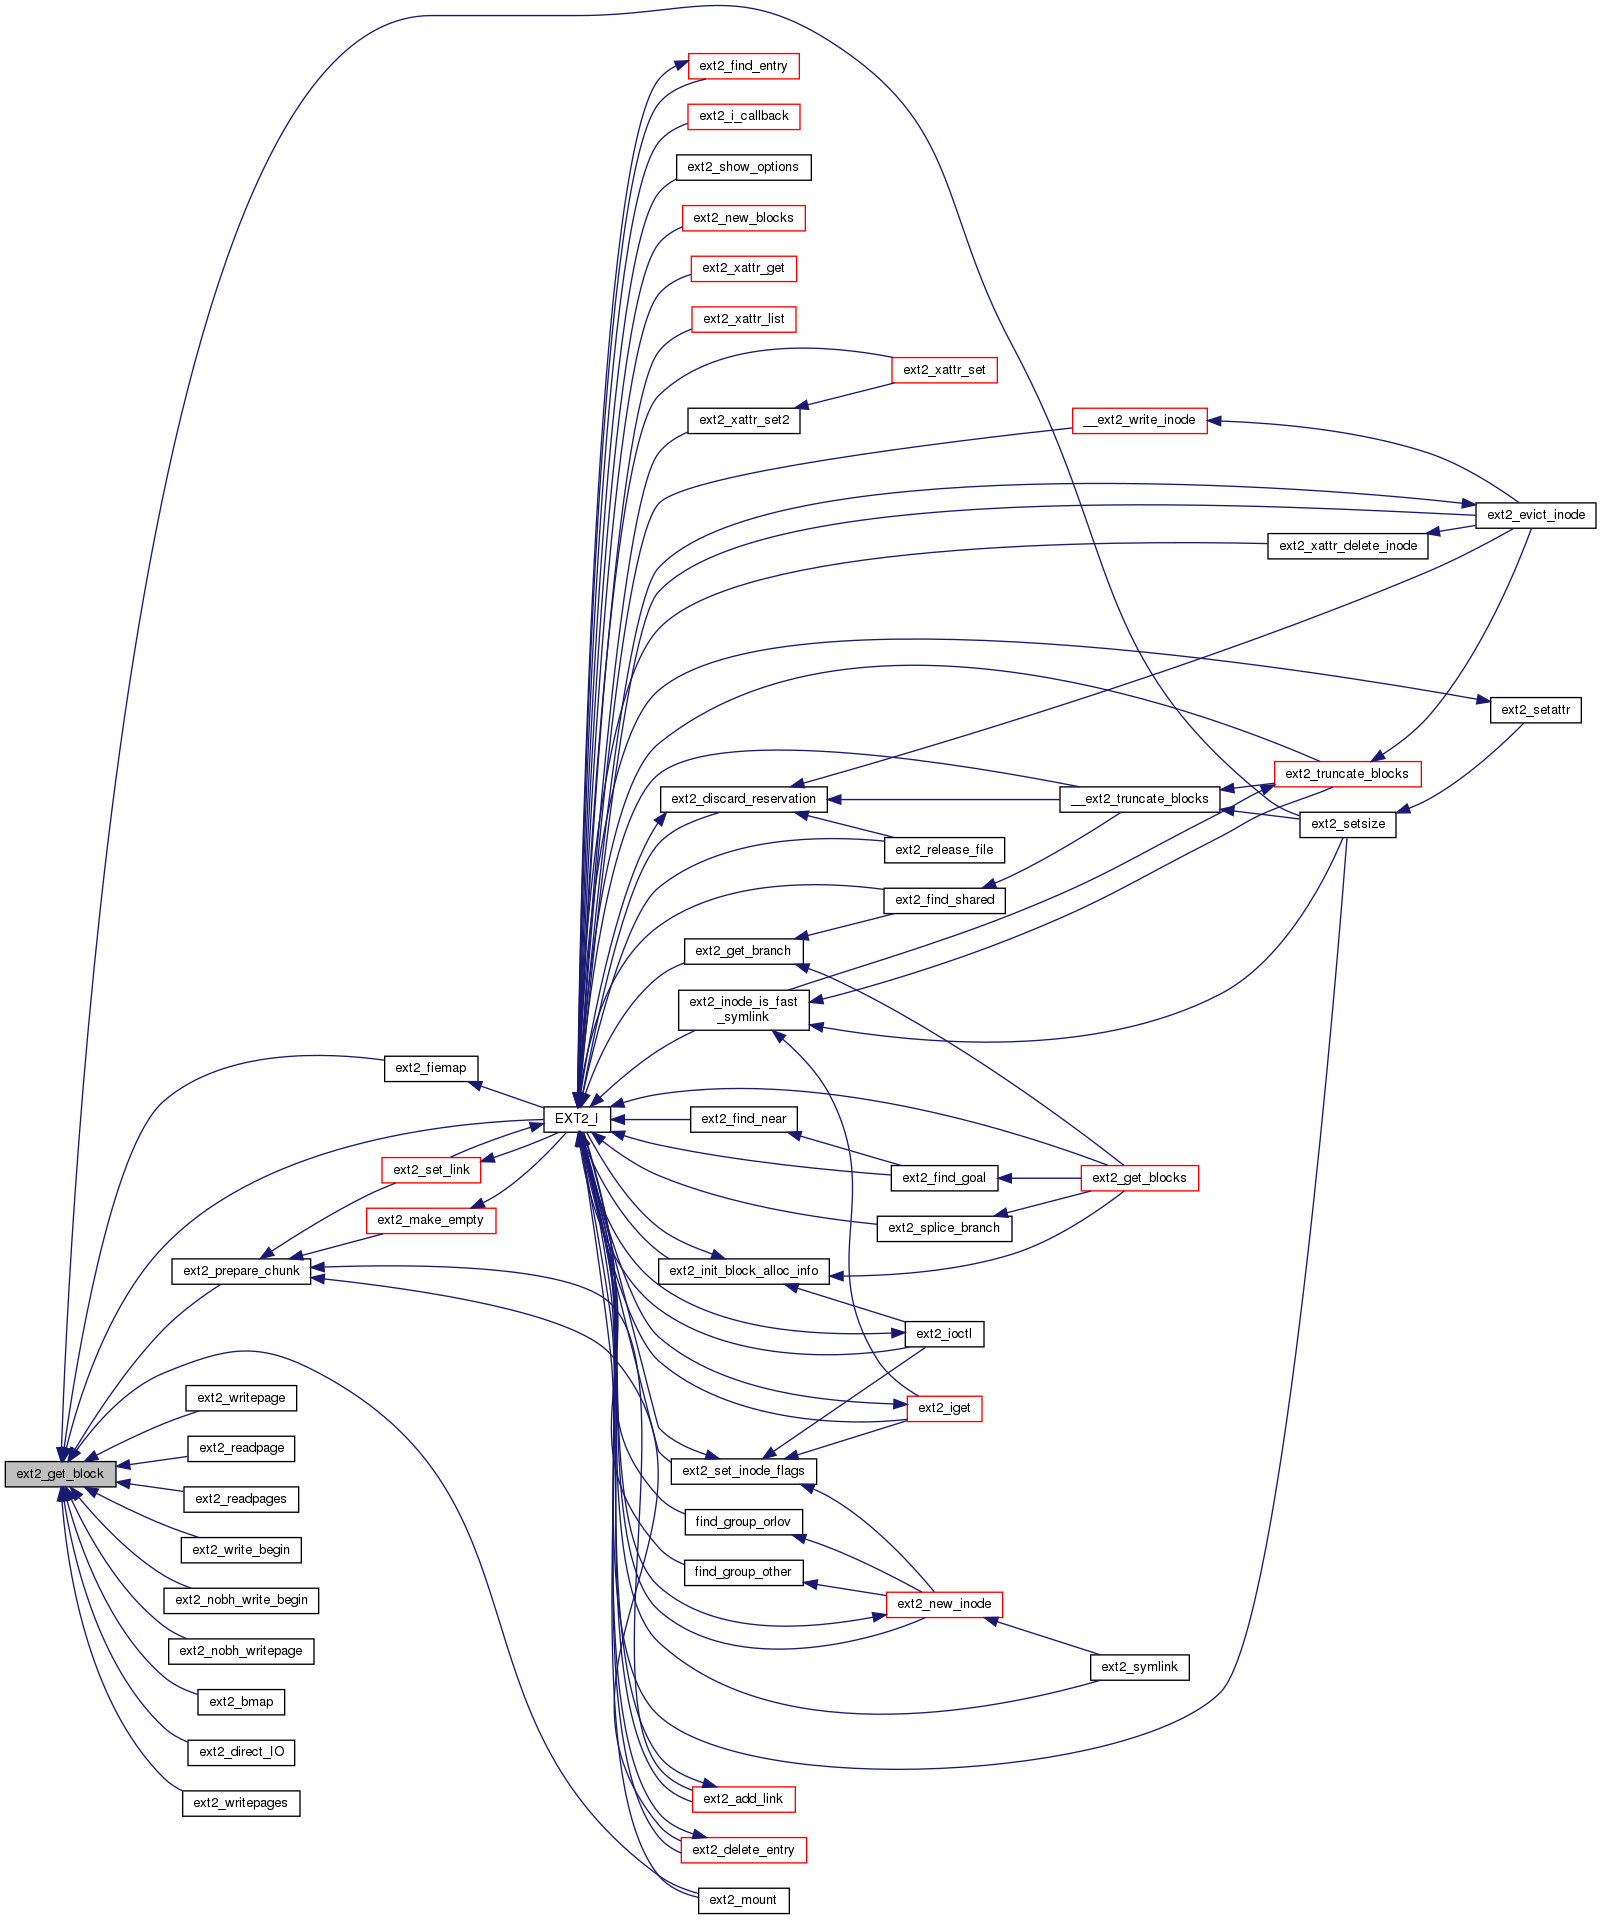 ext2_find_entry
ext2_i_callback
ext2_show_options
ext2_new_blocks
ext2_xattr_get
ext2_xattr_list
ext2_xattr_set
ext2_xattr_set2
__ext2_write_inode
ext2_evict_inode
ext2_xattr_delete_inode
ext2_setattr
ext2_truncate_blocks
ext2_discard_reservation
__ext2_truncate_blocks
ext2_setsize
ext2_release_file
ext2_find_shared
ext2_get_branch
ext2_inode_is_fast
_symlink
ext2_fiemap
EXT2_I
ext2_find_near
ext2_set_link
ext2_find_goal
ext2_get_blocks
ext2_make_empty
ext2_splice_branch
ext2_prepare_chunk
ext2_init_block_alloc_info
ext2_ioctl
ext2_writepage
ext2_iget
ext2_readpage
ext2_get_block
ext2_set_inode_flags
ext2_readpages
find_group_orlov
ext2_write_begin
find_group_other
ext2_nobh_write_begin
ext2_new_inode
ext2_nobh_writepage
ext2_symlink
ext2_bmap
ext2_direct_IO
ext2_writepages
ext2_add_link
ext2_delete_entry
ext2_mount